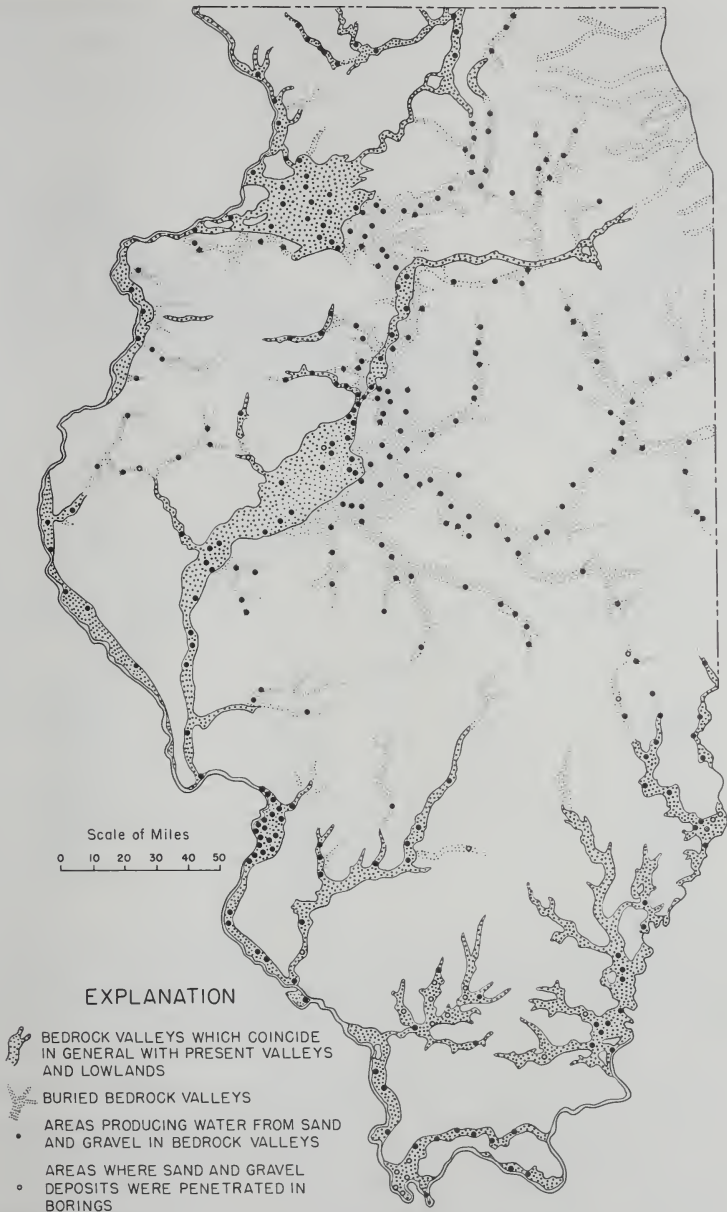 Scale of Miles
0 10 20 30 40 50
EXPLANATION
BEDROCK VALLEYS WHICH COINCIDE
IN GENERAL WITH PRESENT VALLEYS
AND LOWLANDS
BURIED BEDROCK VALLEYS
AREAS PRODUCING WATER FROM SAND
AND GRAVEL IN BEDROCK VALLEYS
AREAS WHERE SAND AND GRAVEL
DEPOSITS WERE PENETRATED IN
BORINGS